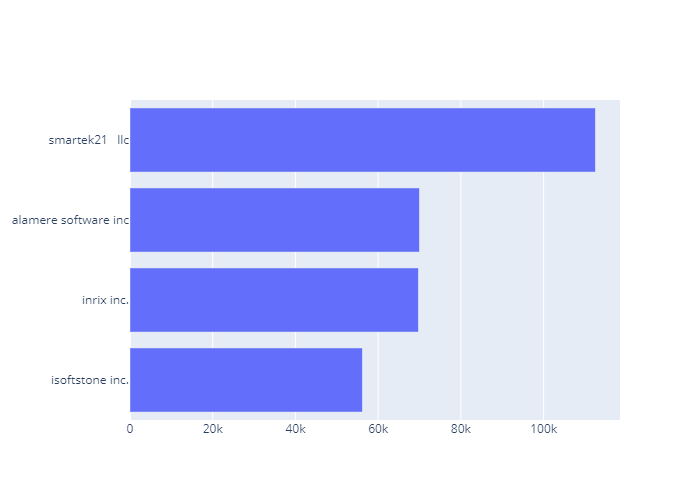 smartek21   llc
alamere software inc
inrix inc.
isoftstone inc.
0 20k 40k 60k 80k 100k